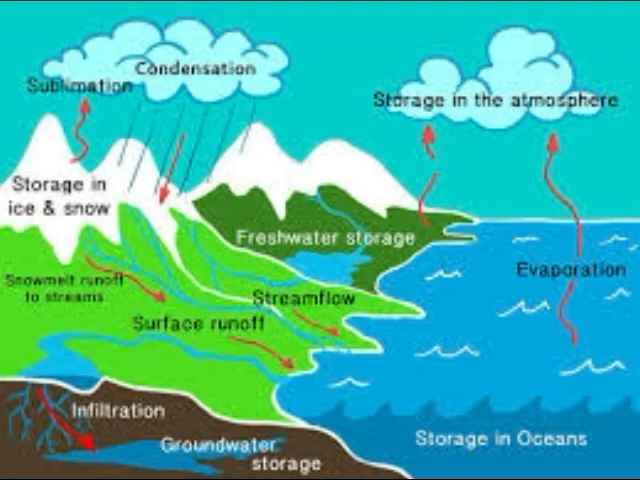 Condensation
Sublimation
Storage in the atmosphere
Storage in
ice & snow
Freshwater storage
Evaporation
Snowmelt runoff
to streams
Streamflow
Surface runoff
Infiltration
Storage in Oceans
Groundwater
storage